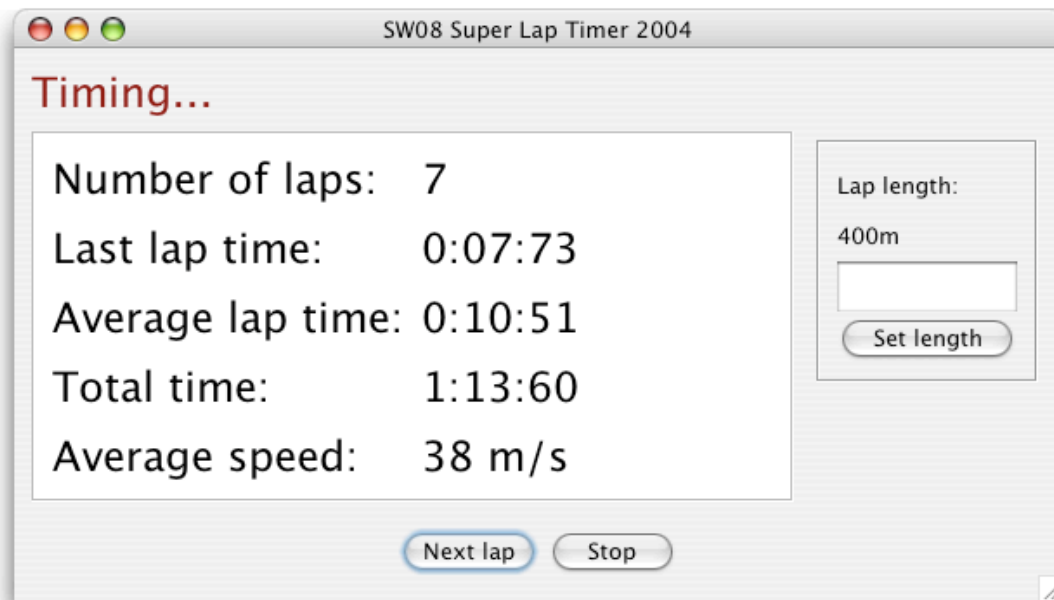 SW08 Super Lap Timer 2004
Timing...
Number of laps: 7
Last lap time: 0:07:73
Average lap time: 0:10:51
Total time: 1:13:60
Average speed: 38 m/s
Lap length:
400m
Set length
Next lap
Stop